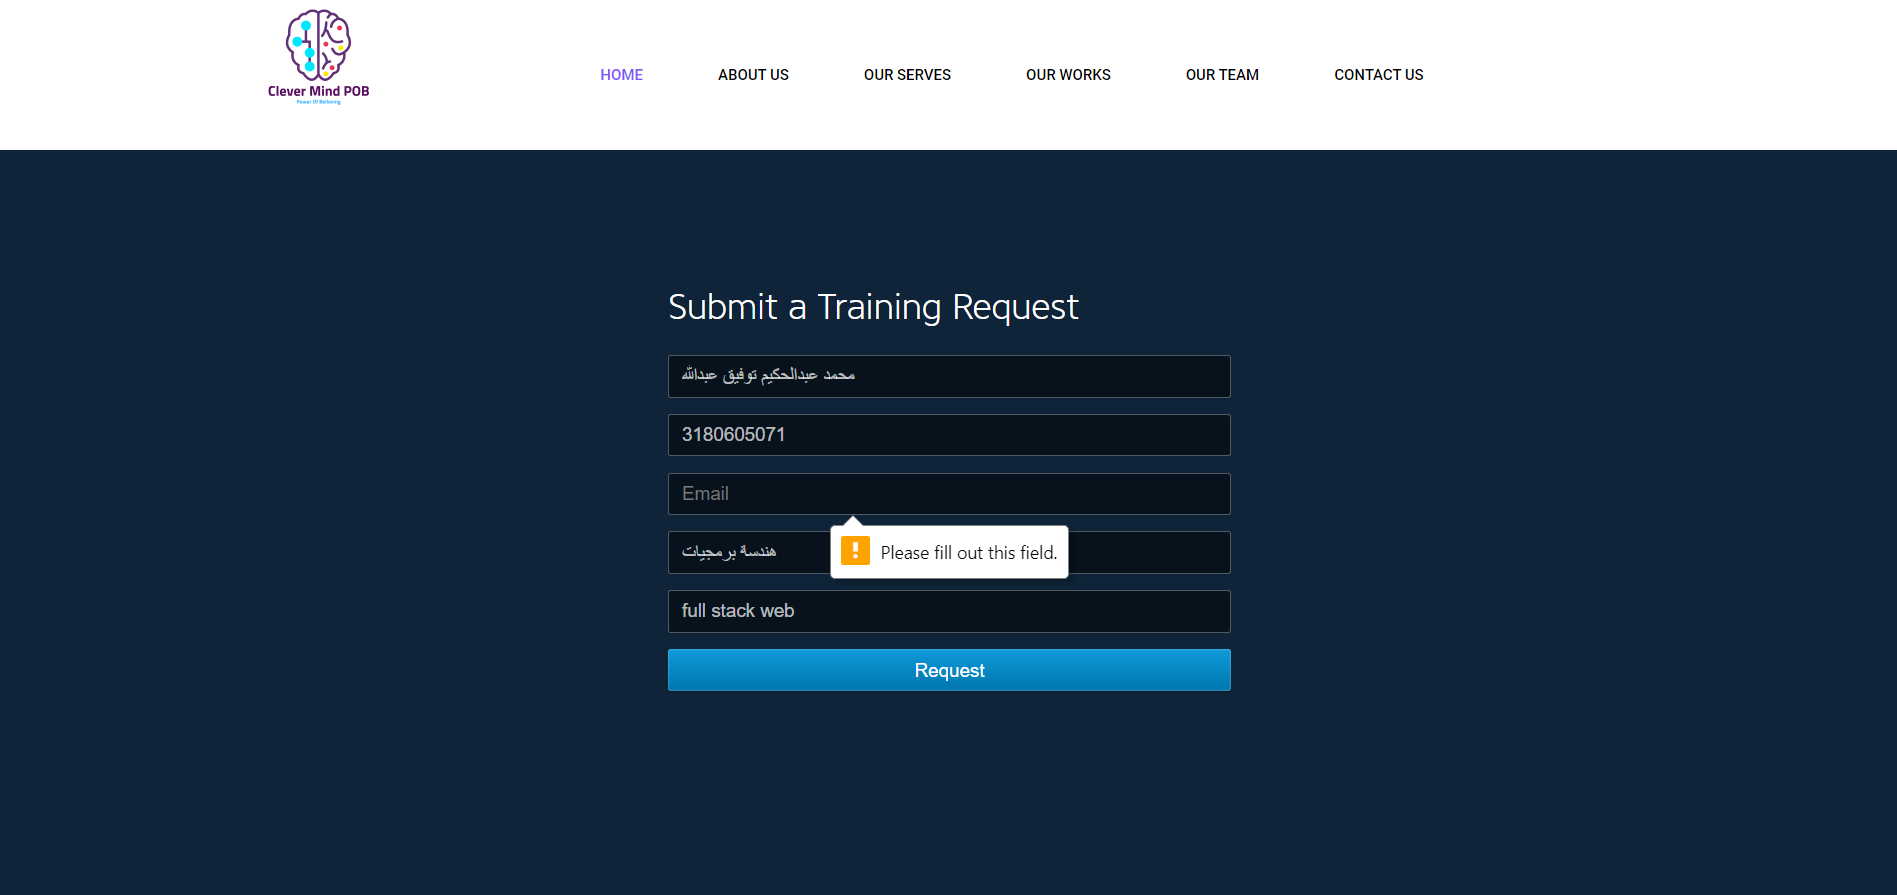 Clever Mind POB
Power Of Believing
HOME
ABOUT US
OUR SERVES
OUR WORKS
OUR TEAM
CONTACT US
Submit a Training Request
محمد عبدالحكيم توفيق عبدالله
3180605071
Email
Please fill out this field.
هندسة برمجيات
full stack web
Request